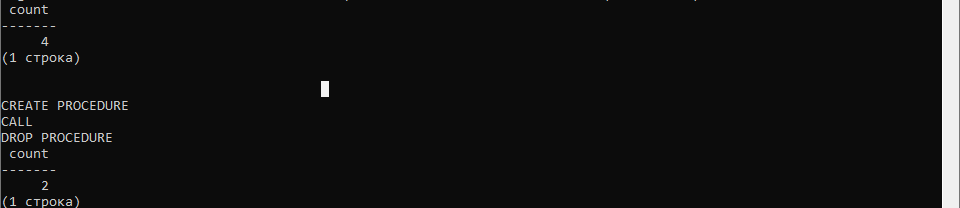 count
-------
4
(1 строка)
CREATE PROCEDURE
CALL
DROP PROCEDURE
count
-------
2
(1 строка)